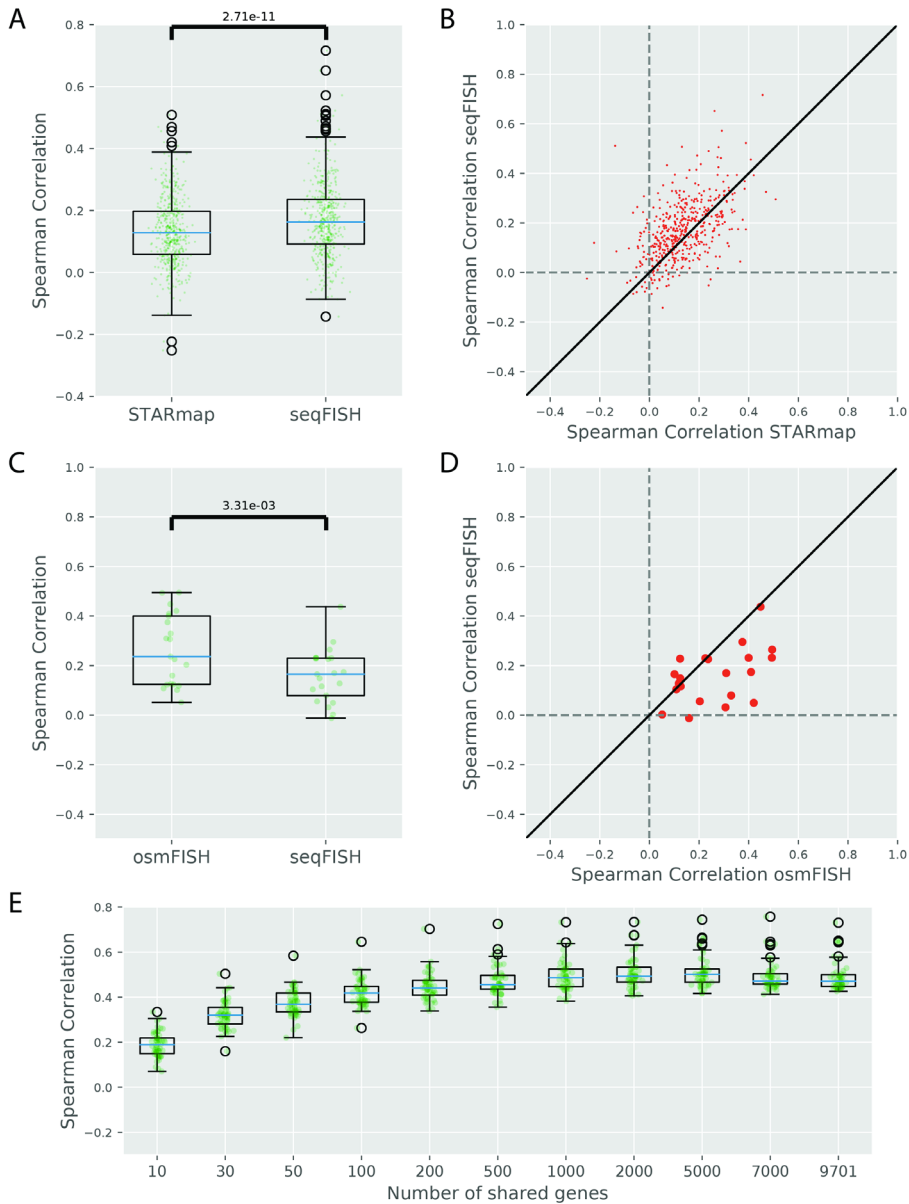 A
2.71e-11
0.8
0.6
0.4
0.2
0.0
−0.2
−0.4
Spearman Correlation
STARmap
seqFISH
B
1.0
0.8
0.6
0.4
0.2
0.0
−0.2
−0.4
Spearman Correlation seqFISH
−0.4 −0.2 0.0 0.2 0.4 0.6 0.8 1.0
Spearman Correlation STARmap
C
3.31e-03
1.0
0.8
0.6
0.4
0.2
0.0
−0.2
−0.4
Spearman Correlation
osmFISH
seqFISH
D
1.0
0.8
0.6
0.4
0.2
0.0
−0.2
−0.4
Spearman Correlation seqFISH
−0.4 −0.2 0.0 0.2 0.4 0.6 0.8 1.0
Spearman Correlation osmFISH
E
0.8
0.6
0.4
0.2
0.0
−0.2
Spearman Correlation
10 30 50 100 200 500 1000 2000 5000 7000 9701
Number of shared genes